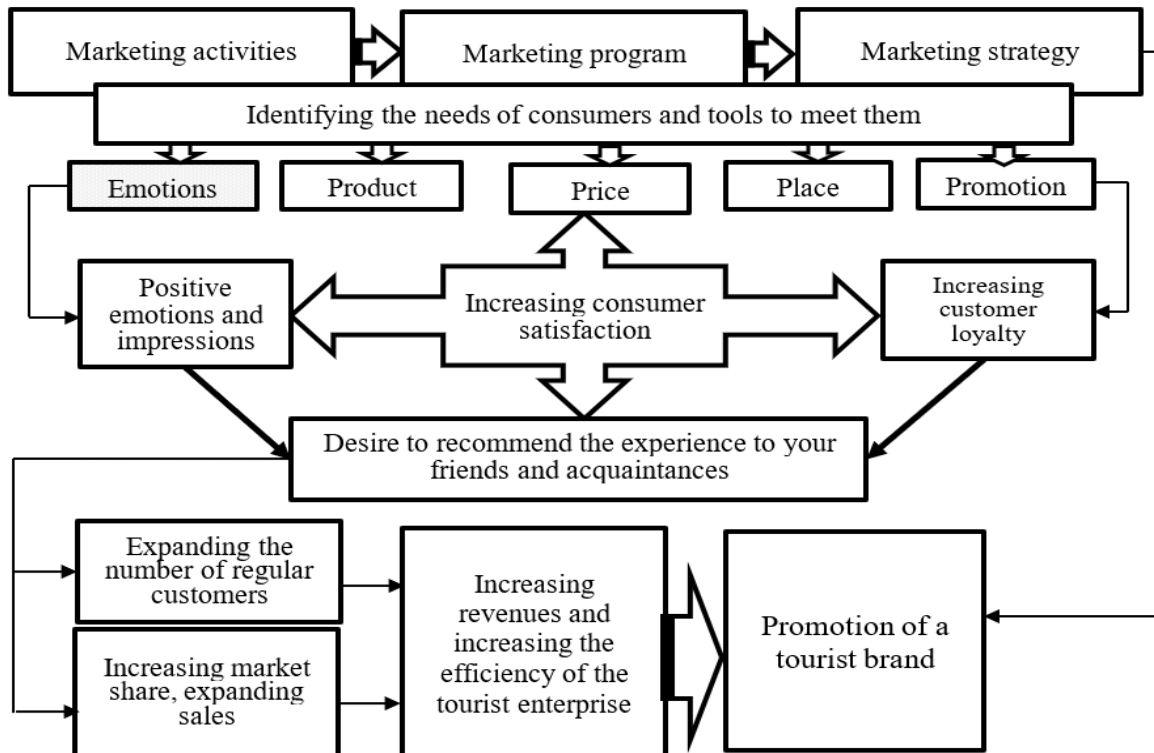 Marketing activities
Marketing program
Marketing strategy
Identifying the needs of consumers and tools to meet them
Emotions
Product
Price
Place
Promotion
Positive
emotions and
impressions
Increasing consumer
satisfaction
Increasing
customer
loyalty
Desire to recommend the experience to your
friends and acquaintances
Expanding the
number of regular
customers
Increasing market
share, expanding
sales
Increasing
revenues and
increasing the
efficiency of the
tourist enterprise
Promotion of a
tourist brand